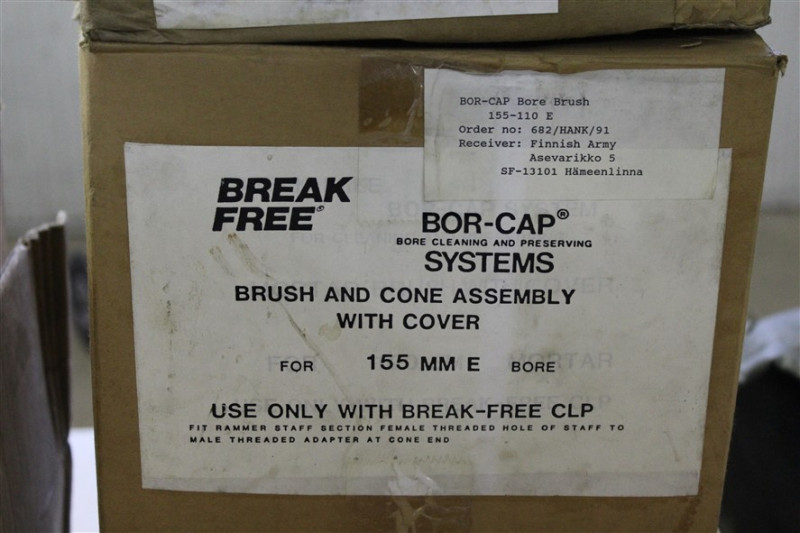 BOR-CAP Bore Brush
155-110 E
Order no: 682/HANK/91
Receiver: Finnish Army
Asevarikko 5
SF-13101 Hämeenlinna
BREAK
FREE®
BOR-CAP®
BORE CLEANING AND PRESERVING
SYSTEMS
BRUSH AND CONE ASSEMBLY
WITH COVER
FOR 155 MM E BORE
USE ONLY WITH BREAK-FREE CLP
FIT RAMMER STAFF SECTION FEMALE THREADED HOLE OF STAFF TO
MALE THREADED ADAPTER AT CONE END